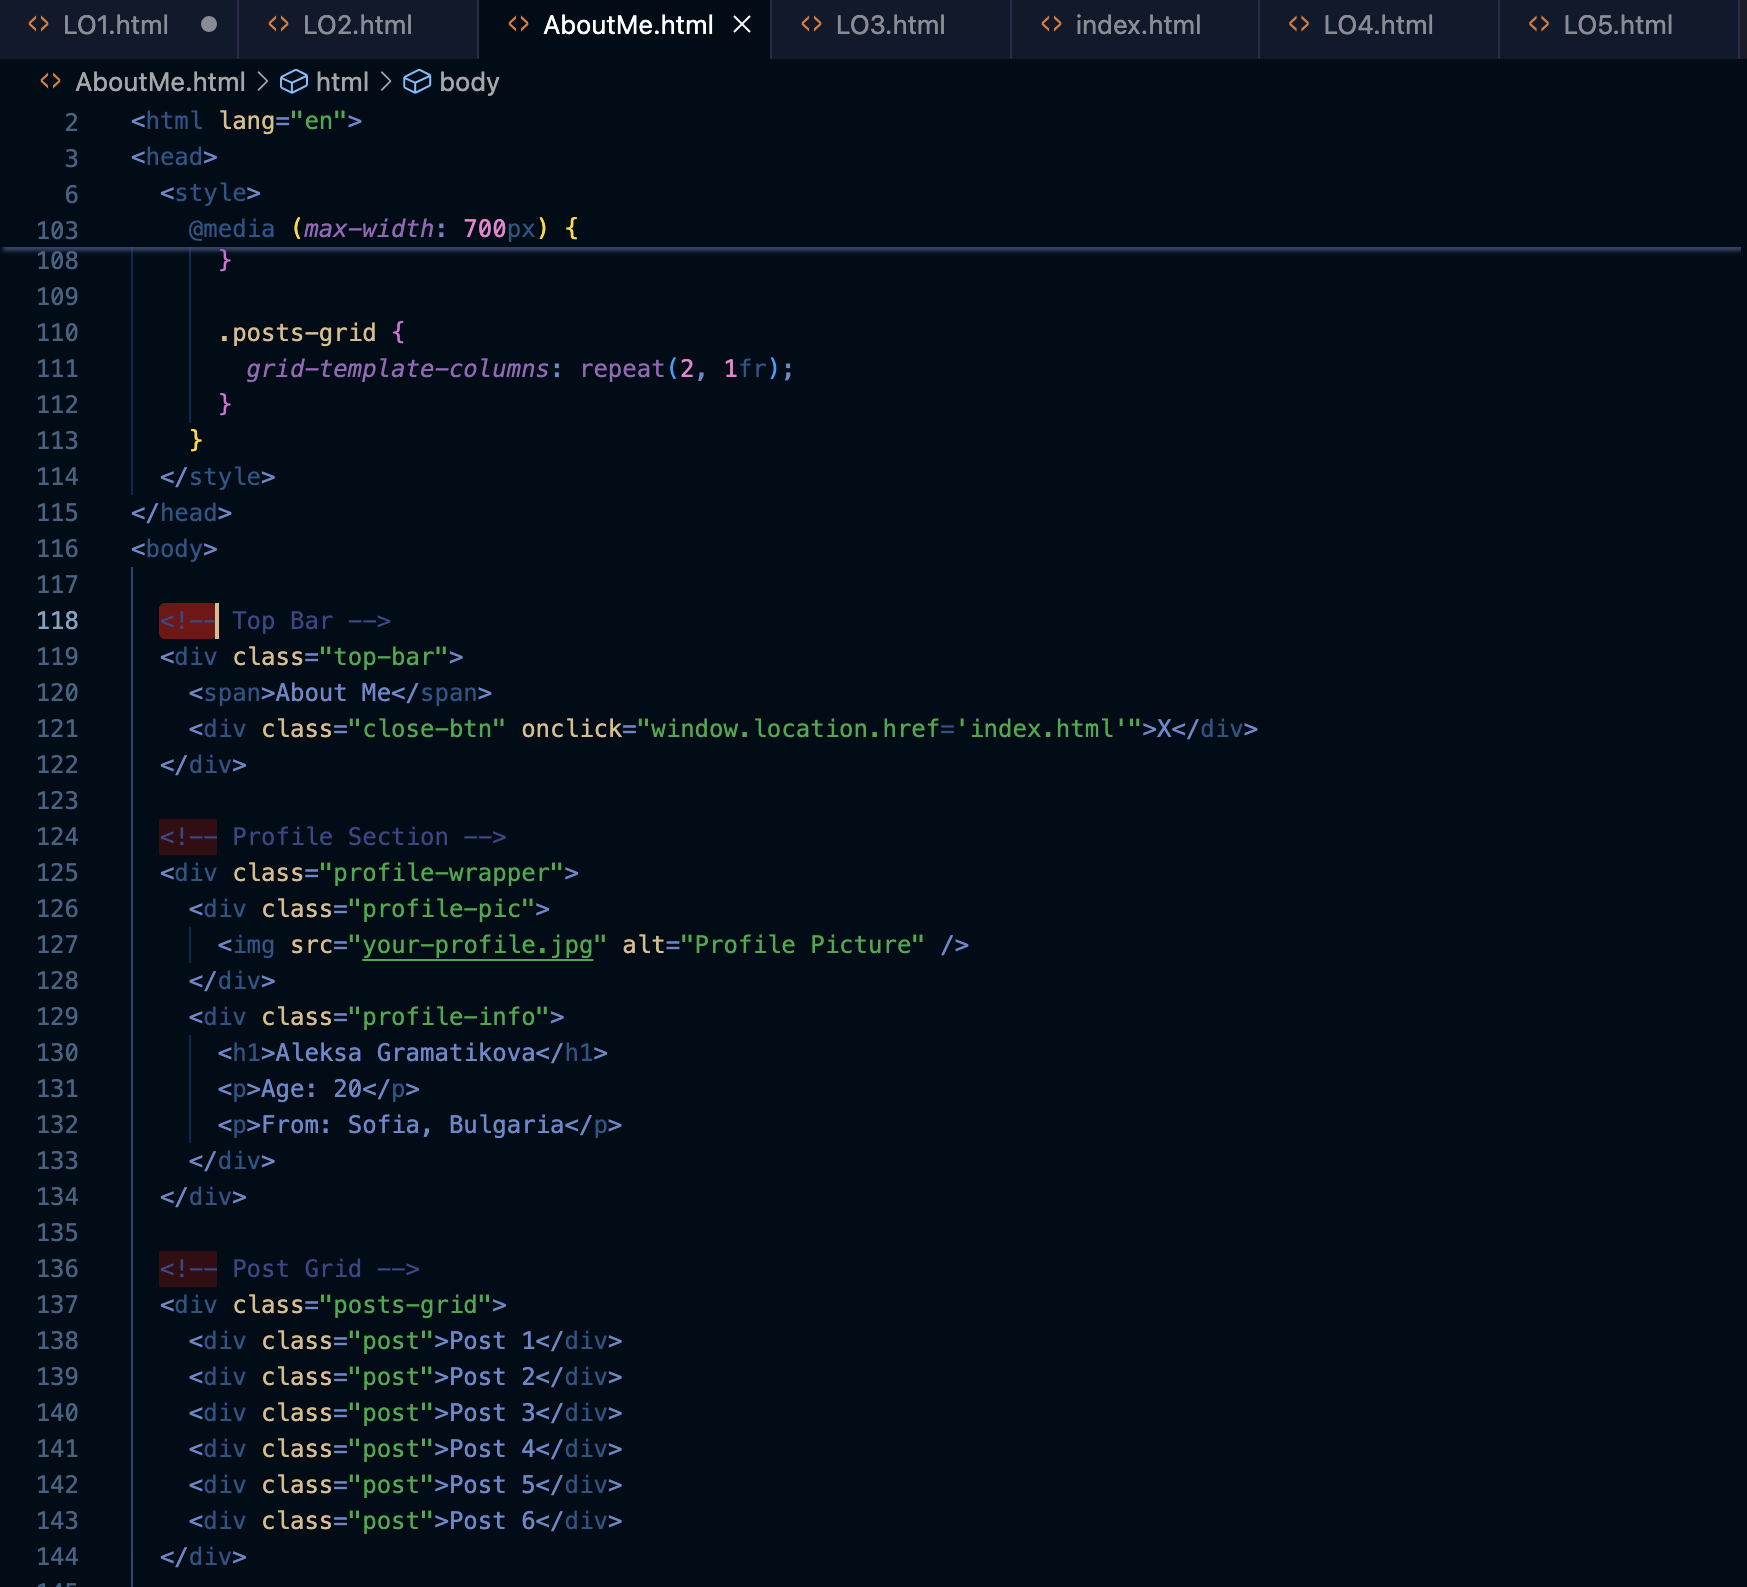 LO1.html LO2.html AboutMe.html LO3.html index.html LO4.html LO5.html
AboutMe.html > html > body
2 <html lang="en">
3 <head>
6 <style>
103 @media (max-width: 700px) {
108 }
109
110 .posts-grid {
111 grid-template-columns: repeat(2, 1fr);
112 }
113 }
114 </style>
115 </head>
116 <body>
117
118 <!-- Top Bar -->
119 <div class="top-bar">
120 <span>About Me</span>
121 <div class="close-btn" onclick="window.location.href='index.html'">X</div>
122 </div>
123
124 <!-- Profile Section -->
125 <div class="profile-wrapper">
126 <div class="profile-pic">
127 <img src="your-profile.jpg" alt="Profile Picture" />
128 </div>
129 <div class="profile-info">
130 <h1>Aleksa Gramatikova</h1>
131 <p>Age: 20</p>
132 <p>From: Sofia, Bulgaria</p>
133 </div>
134 </div>
135
136 <!-- Post Grid -->
137 <div class="posts-grid">
138 <div class="post">Post 1</div>
139 <div class="post">Post 2</div>
140 <div class="post">Post 3</div>
141 <div class="post">Post 4</div>
142 <div class="post">Post 5</div>
143 <div class="post">Post 6</div>
144 </div>